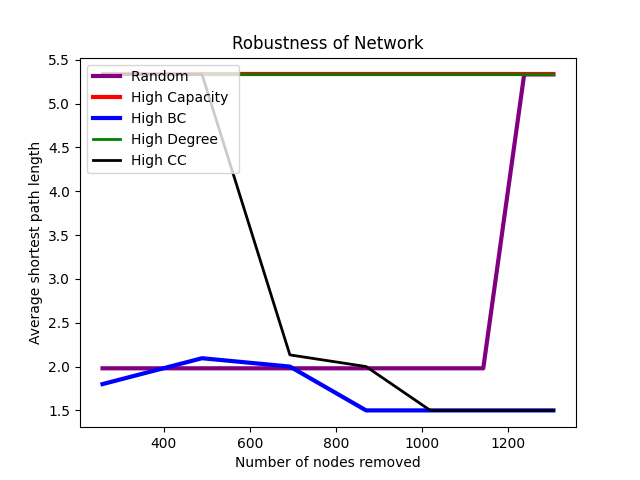 Robustness of Network
5.5
5.0
4.5
4.0
3.5
3.0
2.5
2.0
1.5
Average shortest path length
Random
High Capacity
High BC
High Degree
High CC
400 600 800 1000 1200
Number of nodes removed